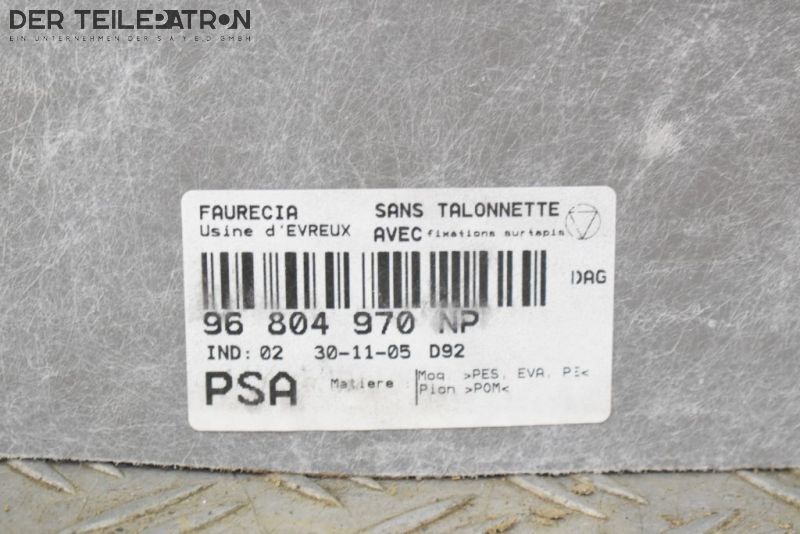 DER TEILEPATRON
EIN UNTERNEHMEN DER S A Y E D GMBH
FAURECIA SANS TALONNETTE
Usine d'EVREUX AVEC fixations surtapis
DAG
96 804 970 NP
IND: 02 30-11-05 D92
PSA Matiere : Moq. >PES, EVA, PE<
Pion >POM<